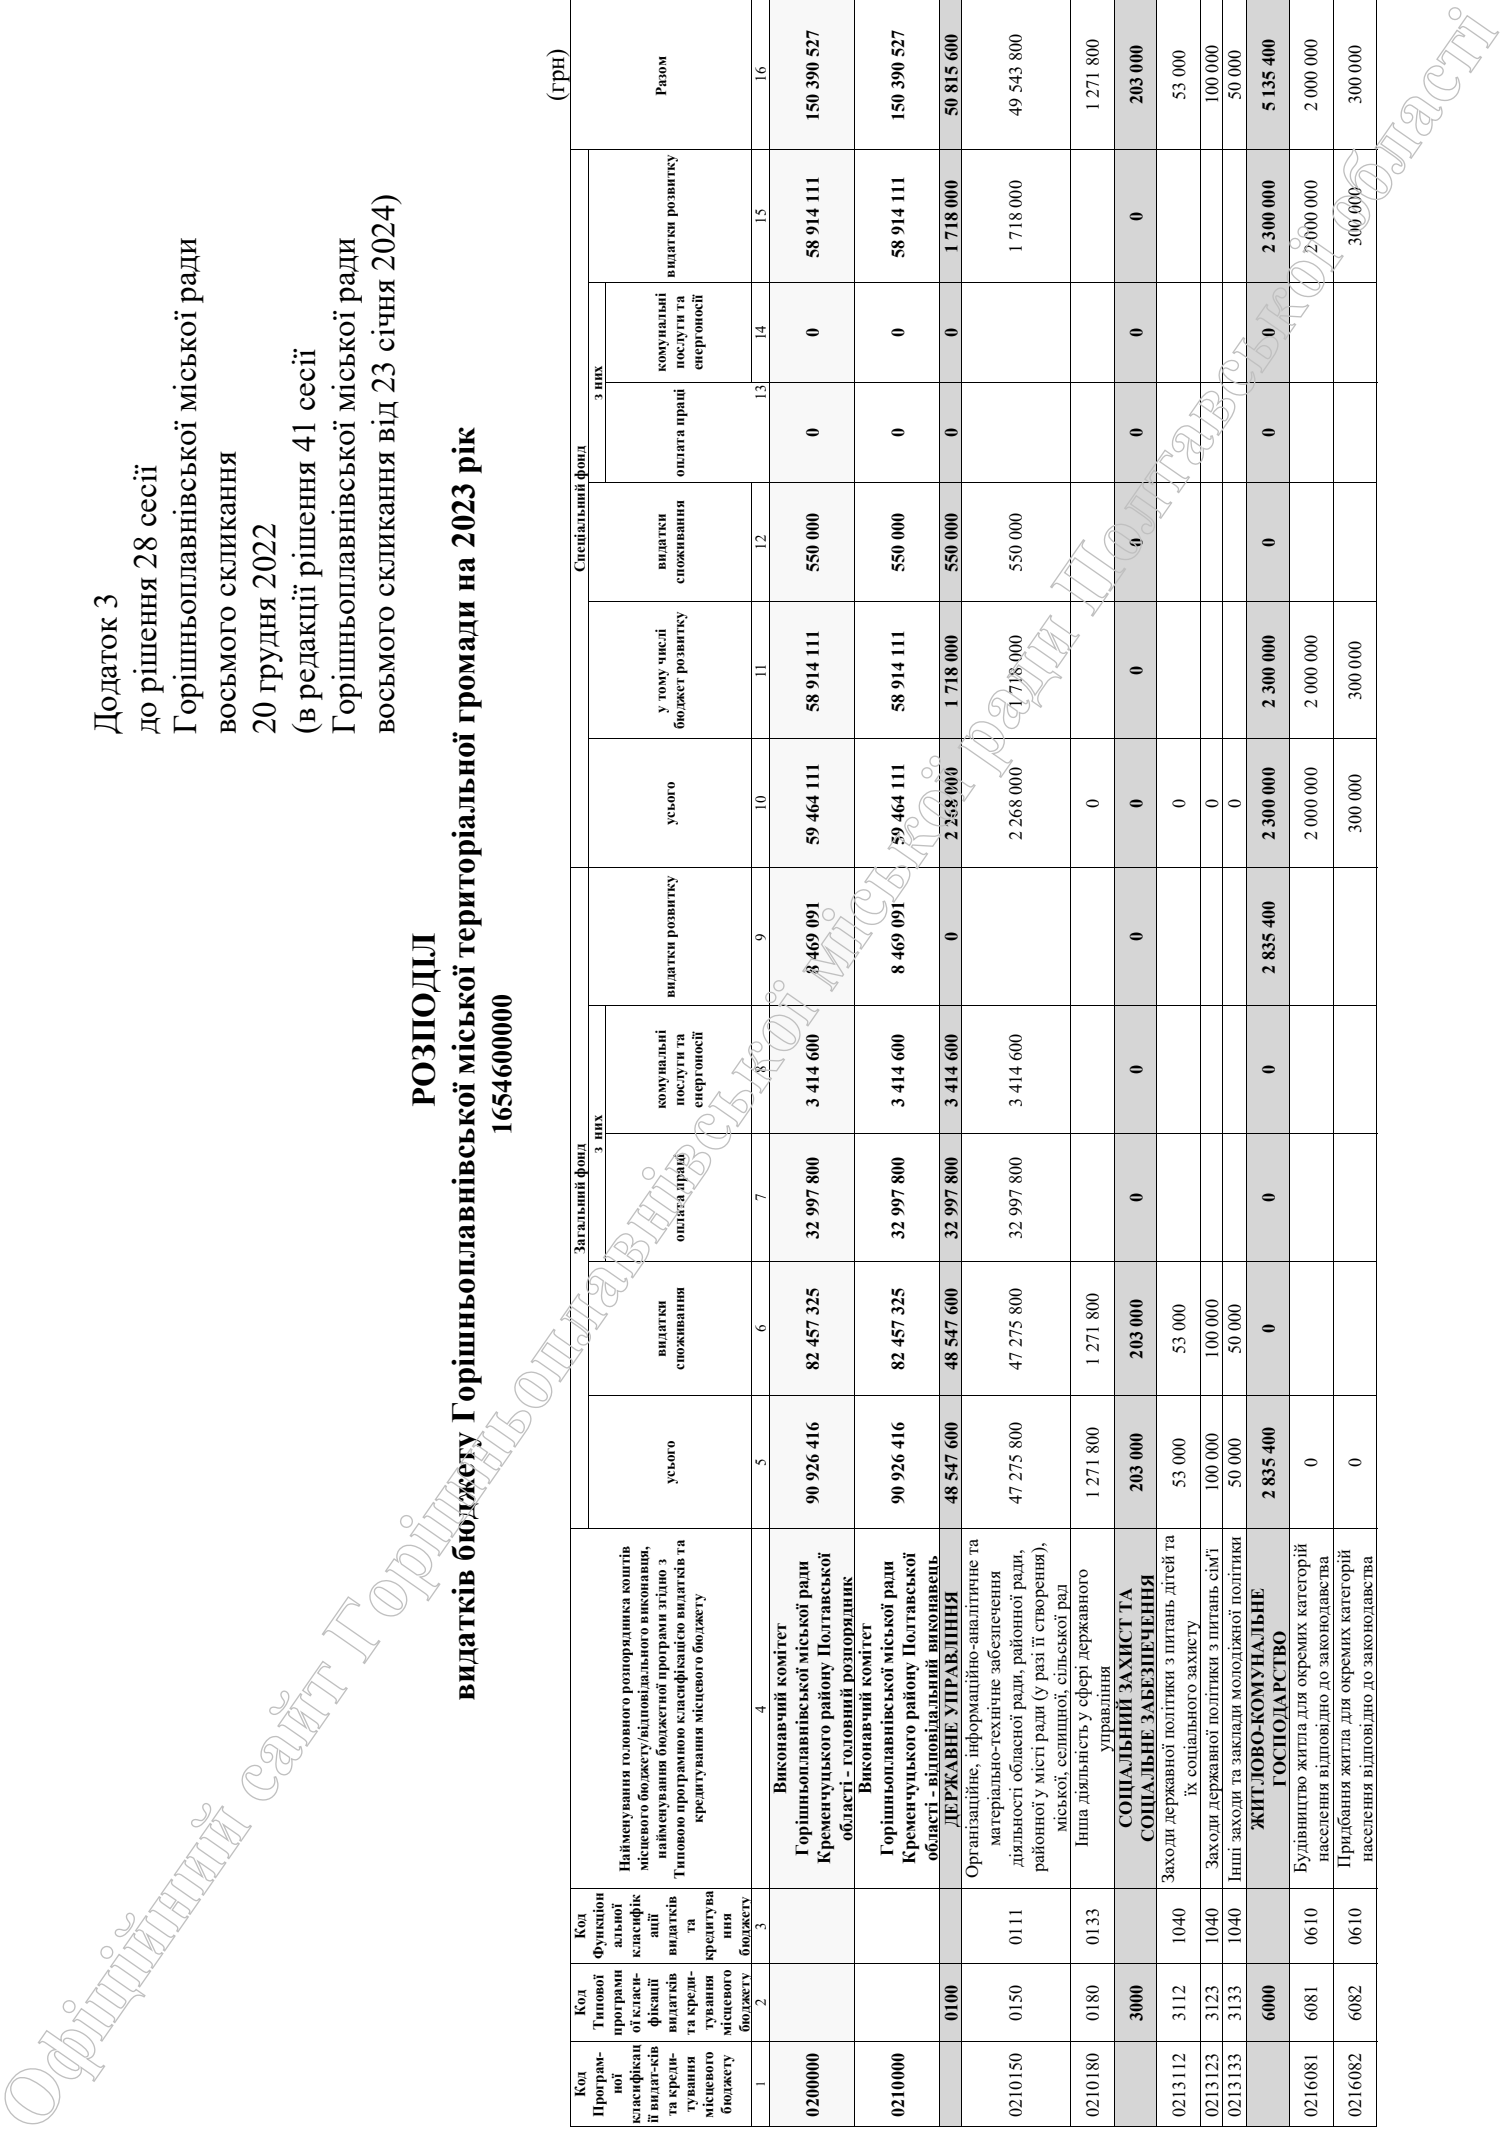 Додаток 3
до рішення 28 сесії
Горішньоплавнівської міської ради
восьмого скликання
20 грудня 2022
(в редакції рішення 41 сесії
Горішньоплавнівської міської ради
восьмого скликання від 23 січня 2024)
РОЗПОДІЛ
видатків бюджету Горішньоплавнівської міської територіальної громади на 2023 рік
1654600000
(грн)
Код Програм-ної класифікац ії видат-ків та креди-тування місцевого бюджету
Код Типової програмн ої класи-фікації видатків та креди-тування місцевого бюджету
Код Функціон альної класифік ації видатків та кредитува ння бюджету
Найменування головного розпорядника коштів
місцевого бюджету/відповідального виконавця,
найменування бюджетної програми згідно з
Типовою програмною класифікацією видатків та
кредитування місцевого бюджету
Загальний фонд
Спеціальний фонд
Разом
усього
видатки споживання
з них
оплата праці
комунальні послуги та енергоносії
видатки розвитку
усього
у тому числі бюджет розвитку
видатки споживання
з них
оплата праці
комунальні послуги та енергоносії
видатки розвитку
1 2 3 4 5 6 7 8 9 10 11 12 13 14 15 16
0200000
Виконавчий комітет
Горішньоплавнівської міської ради
Кременчуцького району Полтавської
області – головний розпорядник
90 926 416 82 457 325 32 997 800 3 414 600 8 469 091 59 464 111 58 914 111 550 000 0 0 58 914 111 150 390 527
0210000
Виконавчий комітет
Горішньоплавнівської міської ради
Кременчуцького району Полтавської
області – відповідальний виконавець
90 926 416 82 457 325 32 997 800 3 414 600 8 469 091 59 464 111 58 914 111 550 000 0 0 58 914 111 150 390 527
0100 ДЕРЖАВНЕ УПРАВЛІННЯ 48 547 600 48 547 600 32 997 800 3 414 600 0 2 268 000 1 718 000 550 000 0 0 1 718 000 50 815 600
0210150 0150 0111
Організаційне, інформаційно-аналітичне та
матеріально-технічне забезпечення
діяльності обласної ради, районної ради,
районної у місті ради (у разі її створення),
міської, селищної, сільської рад
47 275 800 47 275 800 32 997 800 3 414 600 2 268 000 1 718 000 550 000 1 718 000 49 543 800
0210180 0180 0133
Інша діяльність у сфері державного
управління
1 271 800 1 271 800 0 1 271 800
3000
СОЦІАЛЬНИЙ ЗАХИСТ ТА
СОЦІАЛЬНЕ ЗАБЕЗПЕЧЕННЯ
203 000 203 000 0 0 0 0 0 0 0 0 0 203 000
0213112 3112 1040
Заходи державної політики з питань дітей та
їх соціального захисту
53 000 53 000 0 53 000
0213123 3123 1040 Заходи державної політики з питань сім'ї 100 000 100 000 0 100 000
0213133 3133 1040 Інші заходи та заклади молодіжної політики 50 000 50 000 0 50 000
6000
ЖИТЛОВО-КОМУНАЛЬНЕ
ГОСПОДАРСТВО
2 835 400 0 0 0 2 835 400 2 300 000 2 300 000 0 0 0 2 300 000 5 135 400
0216081 6081 0610
Будівництво житла для окремих категорій
населення відповідно до законодавства
0 2 000 000 2 000 000 2 000 000 2 000 000
0216082 6082 0610
Придбання житла для окремих категорій
населення відповідно до законодавства
0 300 000 300 000 300 000 300 000
Офіційний сайт Горішньоплавнівської міської ради Полтавської області